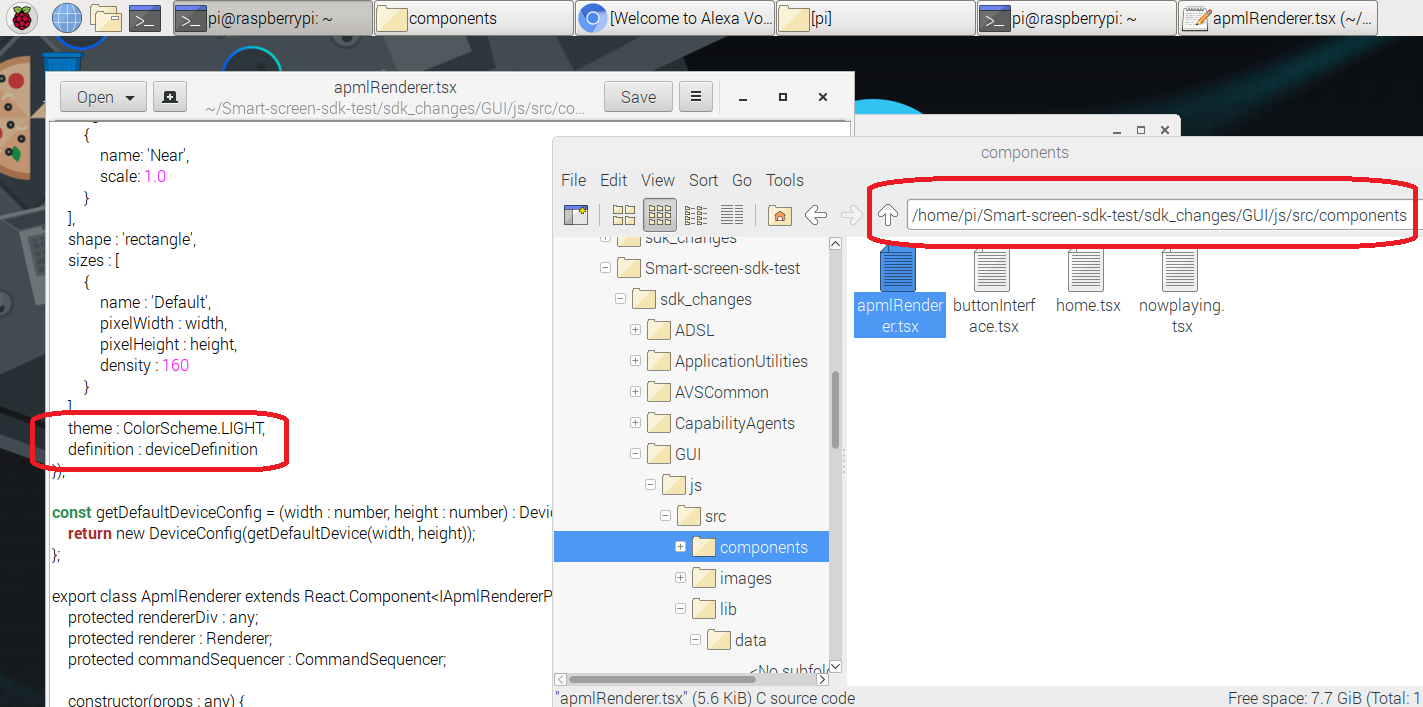 pi@raspberrypi: ~
components
[Welcome to Alexa Vo...
[pi]
pi@raspberrypi: ~
apmlRenderer.tsx (~/...
Open
apmlRenderer.tsx
~/Smart-screen-sdk-test/sdk_changes/GUI/js/src/co...
Save
{
name: 'Near',
scale: 1.0
}
],
shape : 'rectangle',
sizes : [
{
name : 'Default',
pixelWidth : width,
pixelHeight : height,
density : 160
}
]
theme : ColorScheme.LIGHT,
definition : deviceDefinition
});
const getDefaultDeviceConfig = (width : number, height : number) : Devic
return new DeviceConfig(getDefaultDevice(width, height));
};
export class ApmlRenderer extends React.Component<IApmlRendererP
protected rendererDiv : any;
protected renderer : Renderer;
protected commandSequencer : CommandSequencer;
constructor(props : any) {
components
File Edit View Sort Go Tools
/home/pi/Smart-screen-sdk-test/sdk_changes/GUI/js/src/components
sdk_changes
Smart-screen-sdk-test
sdk_changes
ADSL
ApplicationUtilities
AVSCommon
CapabilityAgents
GUI
js
src
components
images
lib
data
<No subfol
apmlRender
er.tsx
buttonInterf
ace.tsx
home.tsx
nowplaying.
tsx
"apmlRenderer.tsx" (5.6 KiB) C source code
Free space: 7.7 GiB (Total: 1